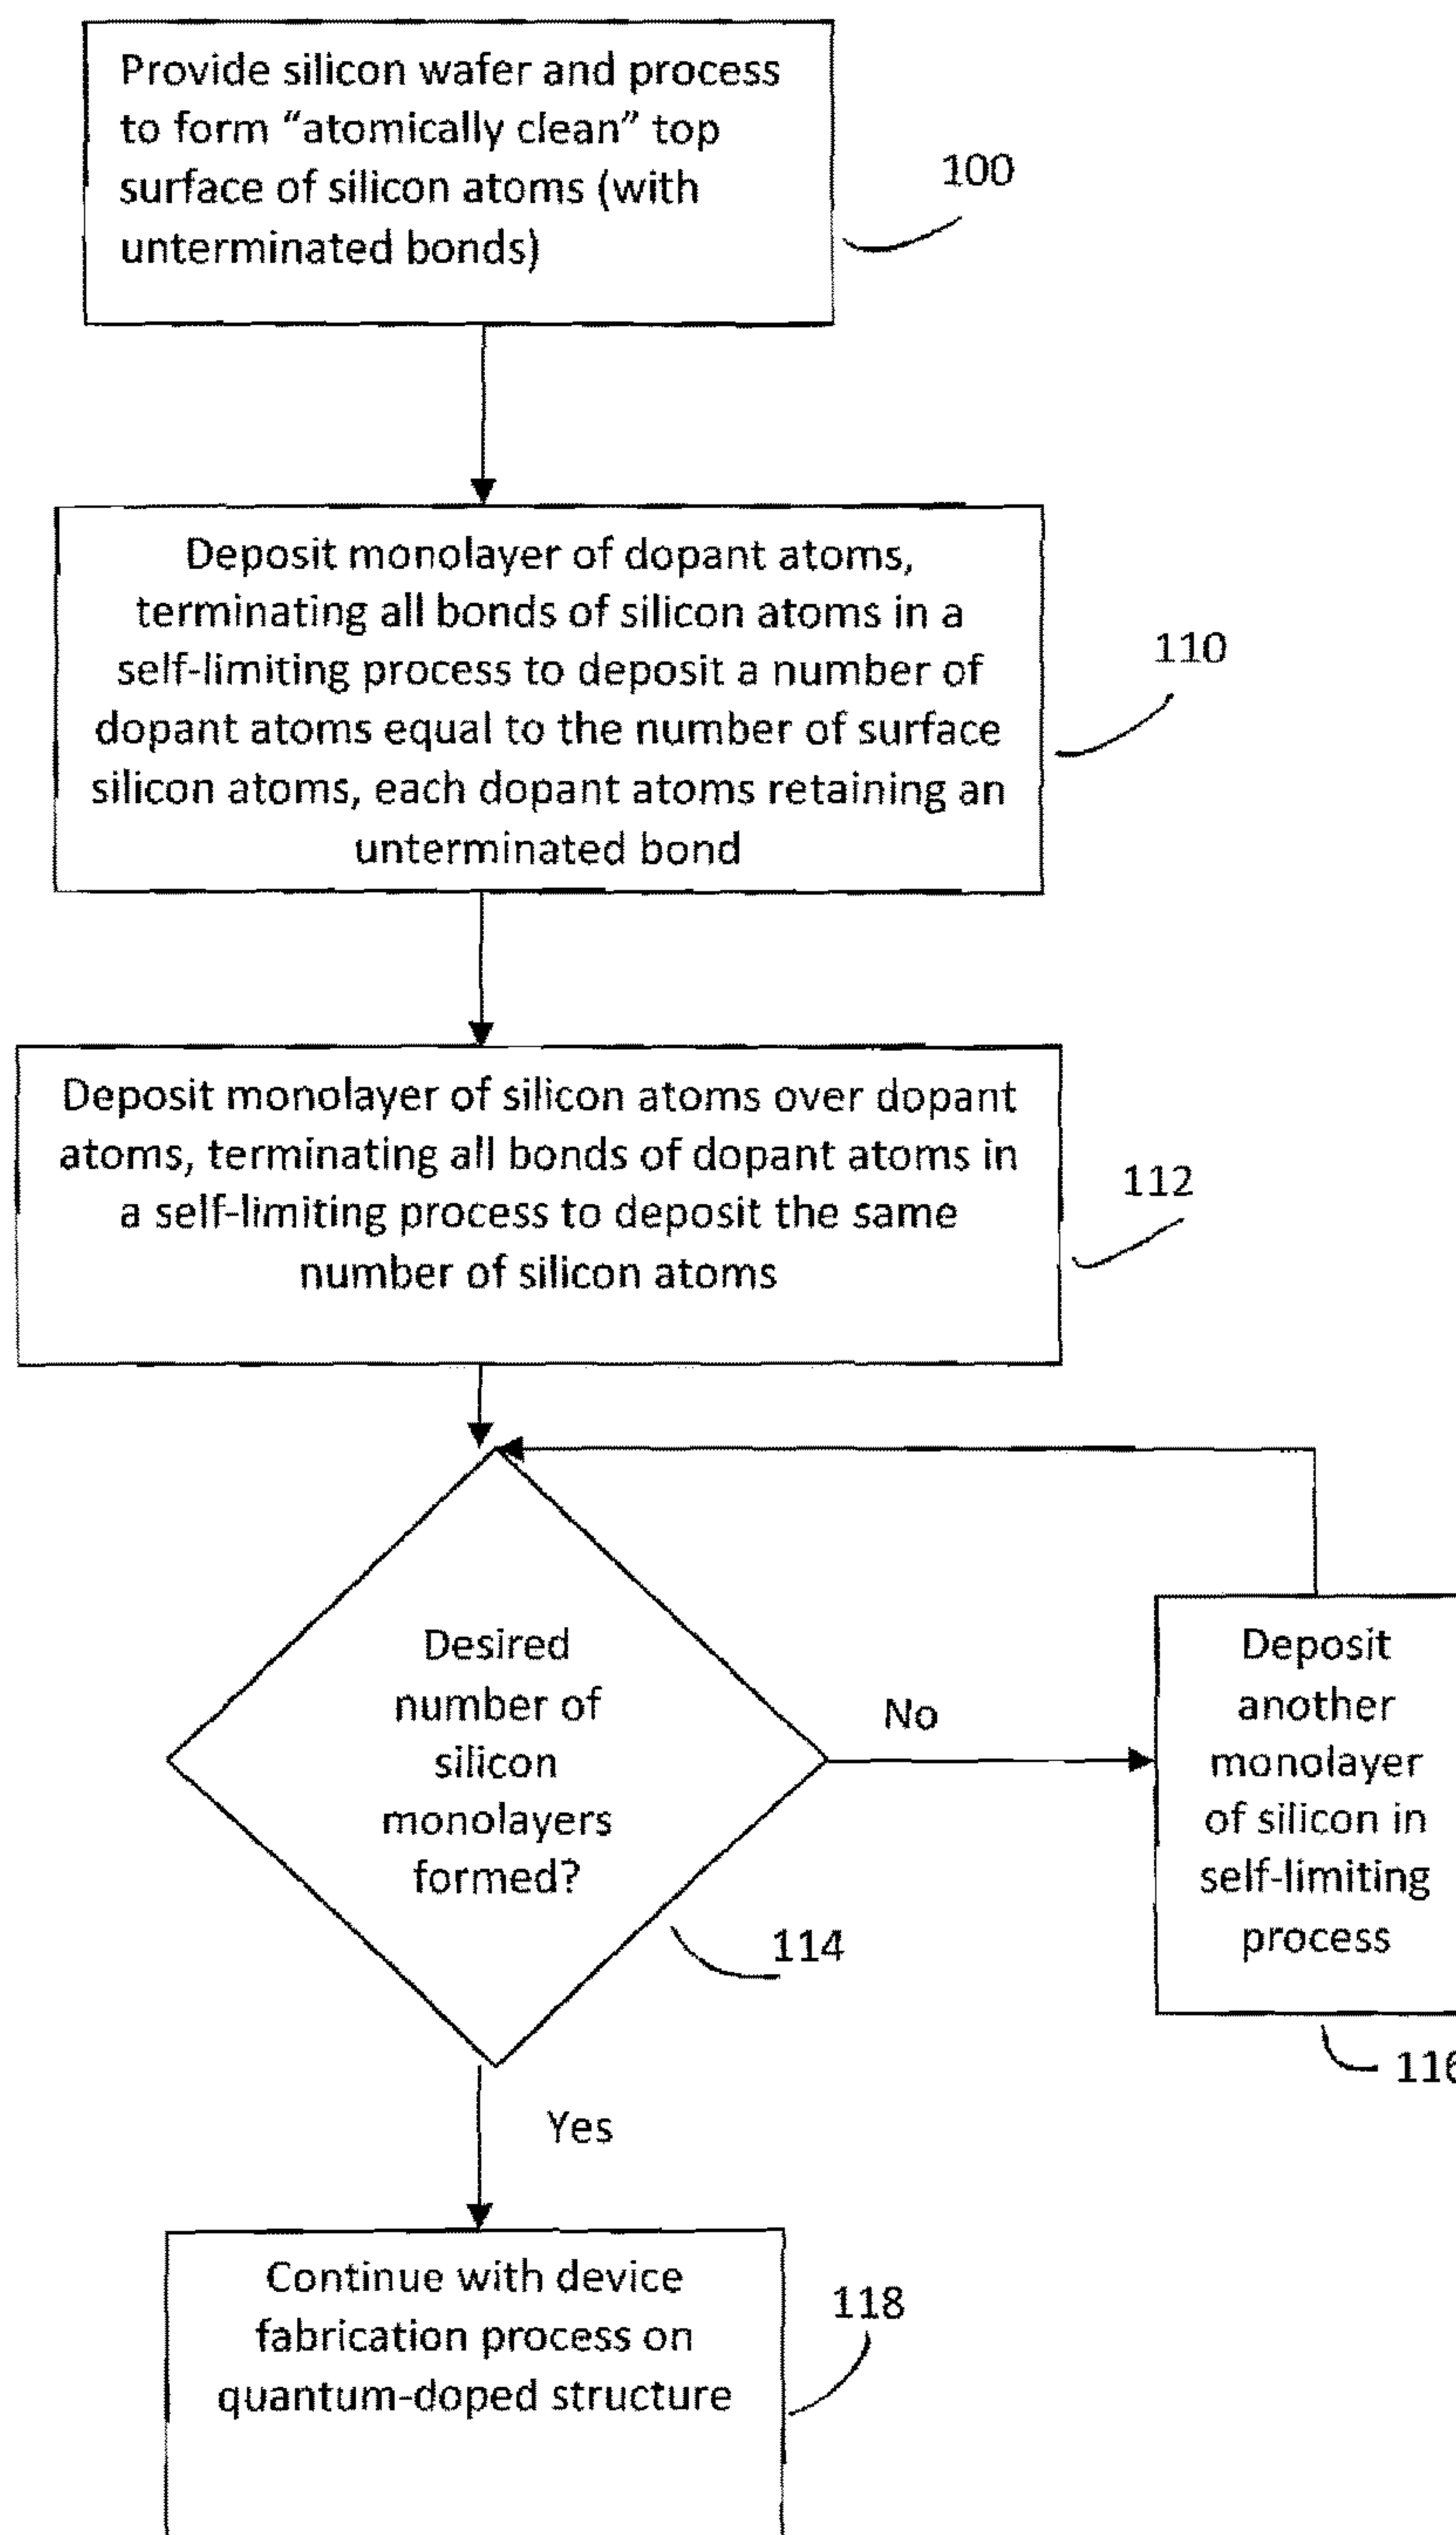 Provide silicon wafer and process
to form “atomically clean” top
surface of silicon atoms (with
unterminated bonds)
100
Deposit monolayer of dopant atoms,
terminating all bonds of silicon atoms in a
self-limiting process to deposit a number of
dopant atoms equal to the number of surface
silicon atoms, each dopant atoms retaining an
unterminated bond
110
Deposit monolayer of silicon atoms over dopant
atoms, terminating all bonds of dopant atoms in
a self-limiting process to deposit the same
number of silicon atoms
112
Desired
number of
silicon
monolayers
formed?
114
No
Deposit
another
monolayer
of silicon in
self-limiting
process
116
Yes
Continue with device
fabrication process on
quantum-doped structure
118